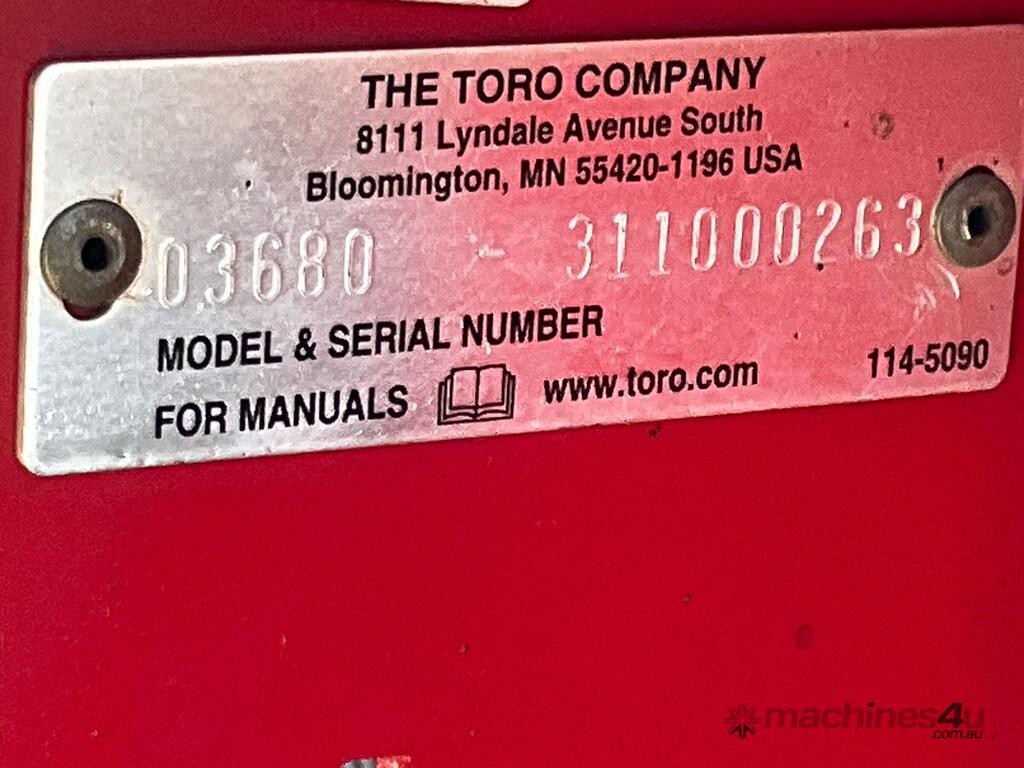 THE TORO COMPANY
8111 Lyndale Avenue South
Bloomington, MN 55420-1196 USA
03680 - 311000263
MODEL & SERIAL NUMBER
FOR MANUALS www.toro.com 114-5090
machines4u
.com.au